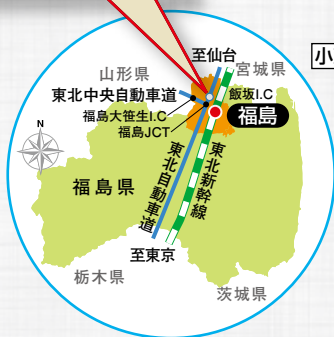 至仙台
小
山形県
宮城県
東北中央自動車道
飯坂I.C
福島大笹生I.C
福島JCT
福島
N
福島県
東北自動車道
東北新幹線
至東京
栃木県
茨城県